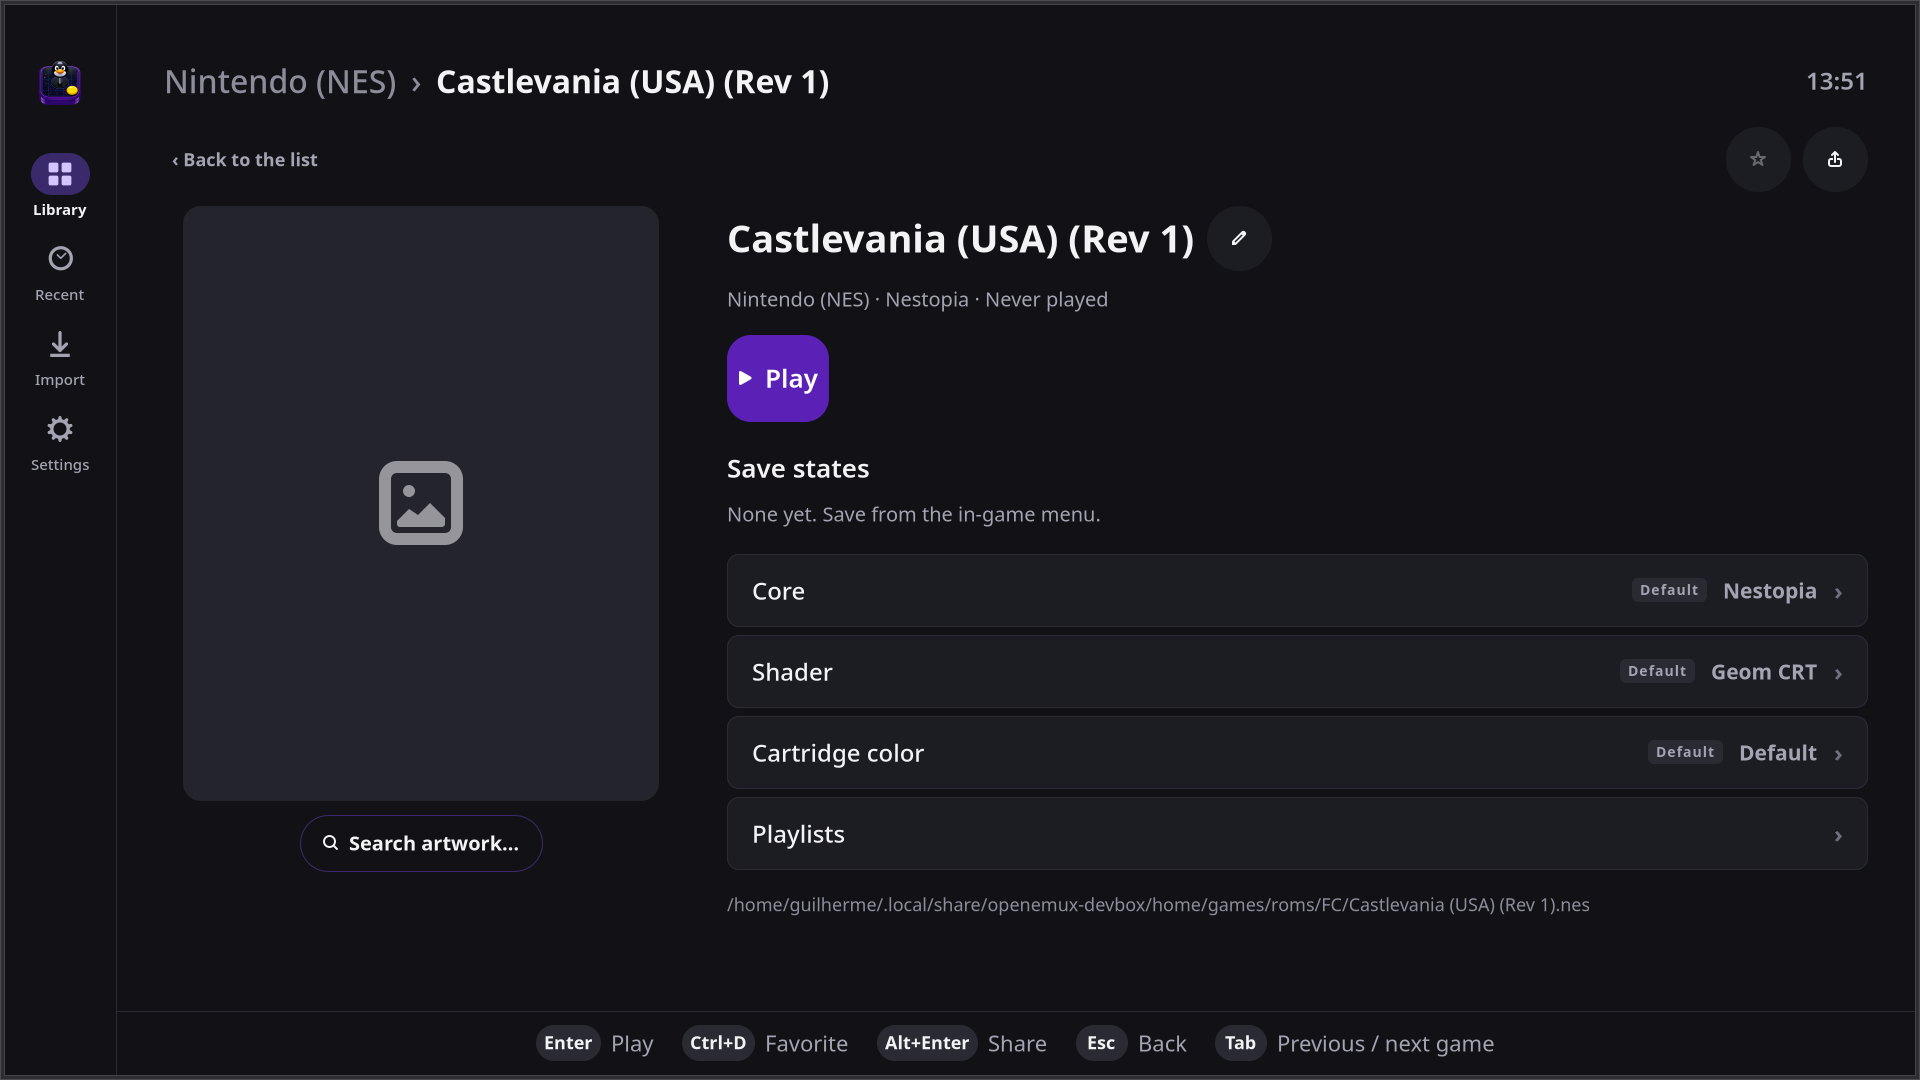 Nintendo (NES) › Castlevania (USA) (Rev 1)
13:51
‹ Back to the list
Library
Recent
Import
Settings
Castlevania (USA) (Rev 1)
Nintendo (NES) · Nestopia · Never played
Play
Save states
None yet. Save from the in-game menu.
Core Default Nestopia ›
Shader Default Geom CRT ›
Cartridge color Default Default ›
Playlists ›
Search artwork...
/home/guilherme/.local/share/openemux-devbox/home/games/roms/FC/Castlevania (USA) (Rev 1).nes
Enter Play Ctrl+D Favorite Alt+Enter Share Esc Back Tab Previous / next game